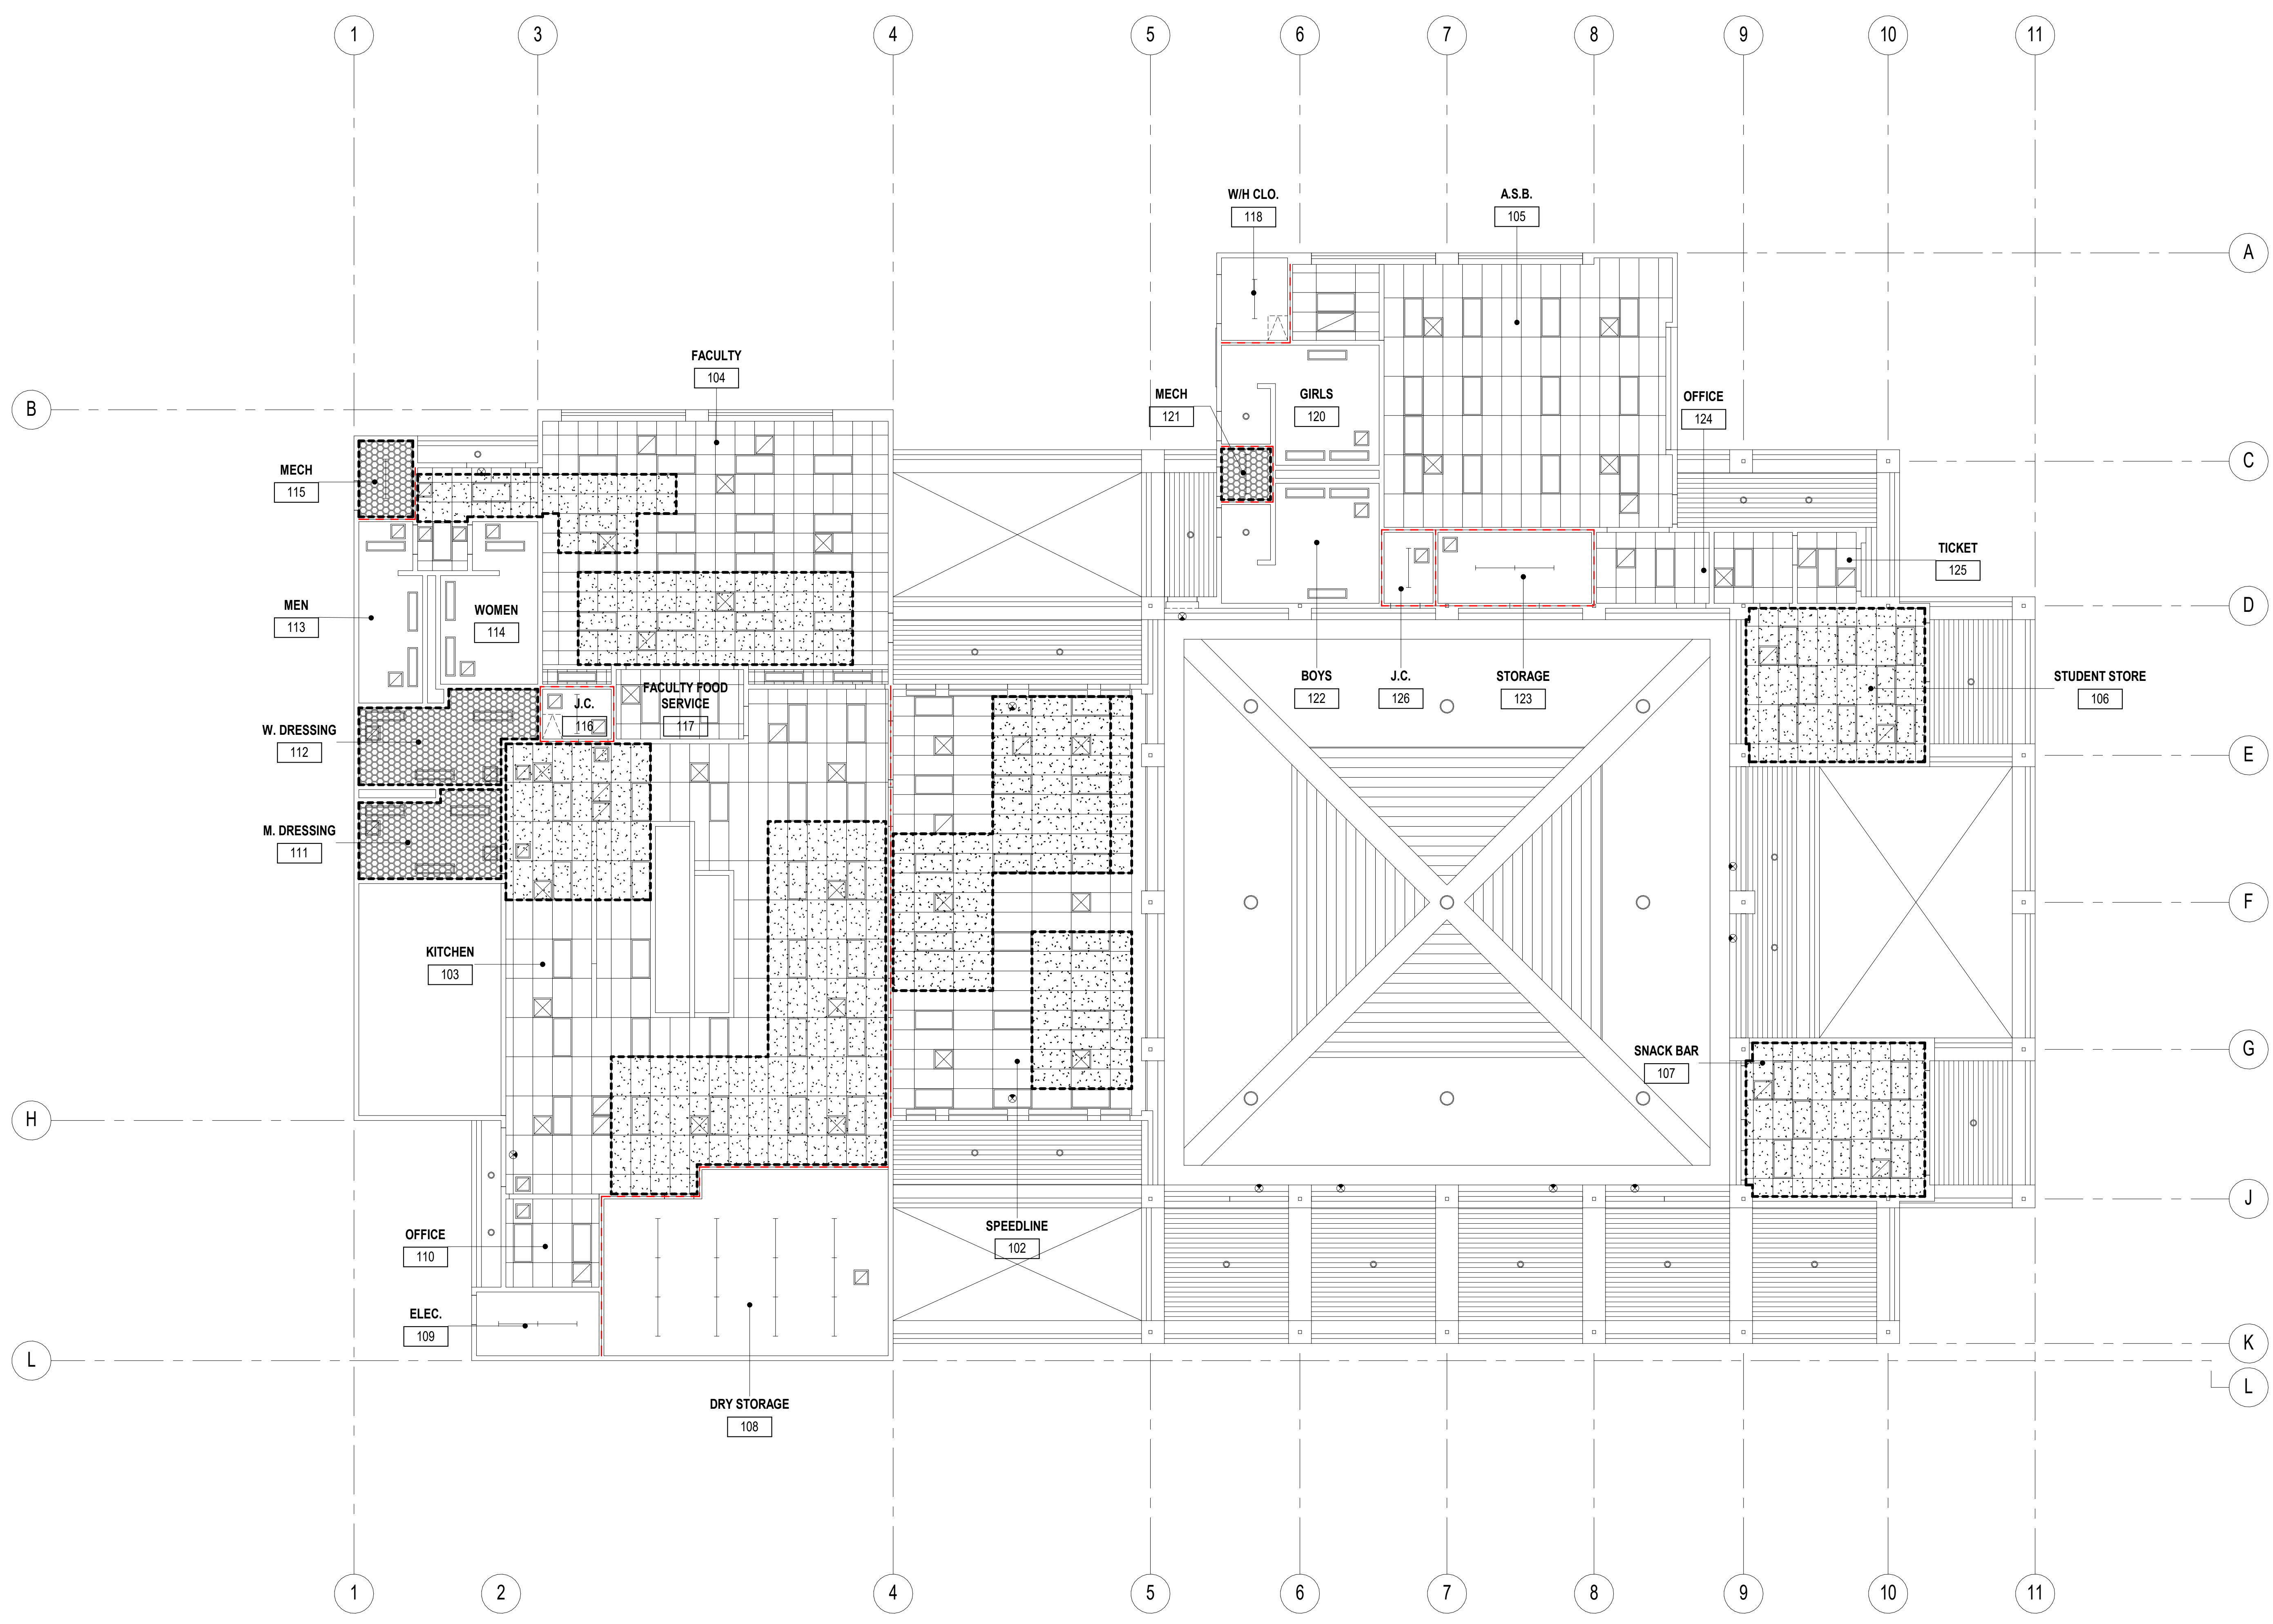 1 3 4 5 6 7 8 9 10 11
W/H CLO.
118
A.S.B.
105
A
FACULTY
104
MECH
121
GIRLS
120
OFFICE
124
B
C
MECH
115
TICKET
125
MEN
113
WOMEN
114
D
BOYS
122
J.C.
126
STORAGE
123
STUDENT STORE
106
J.C.
116
FACULTY FOOD
SERVICE
117
W. DRESSING
112
E
M. DRESSING
111
F
KITCHEN
103
SNACK BAR
107
G
H
J
OFFICE
110
SPEEDLINE
102
ELEC.
109
K
L
L
DRY STORAGE
108
1 2 4 5 6 7 8 9 10 11